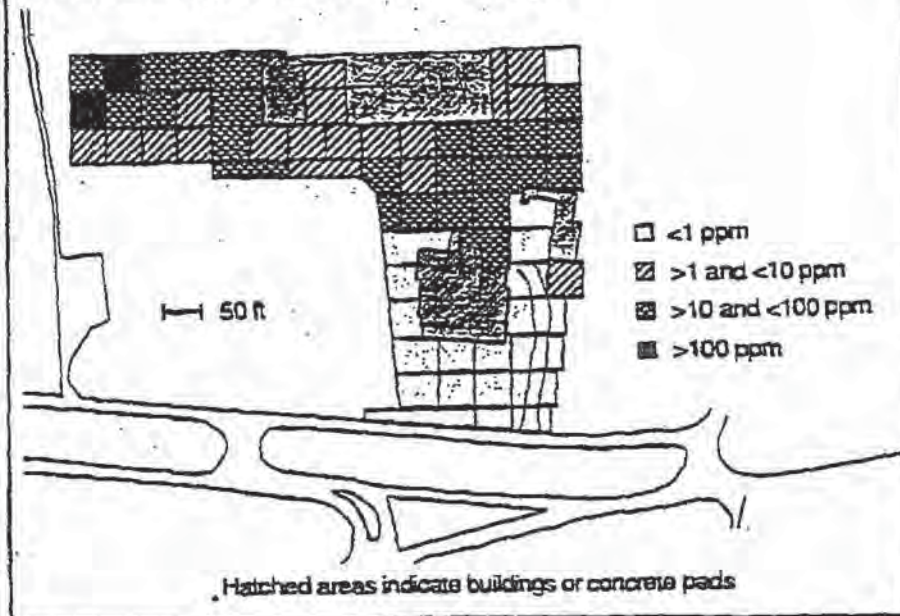 <1 ppm
>1 and <10 ppm
50 ft
>10 and <100 ppm
>100 ppm
Hatched areas indicate buildings or concrete pads